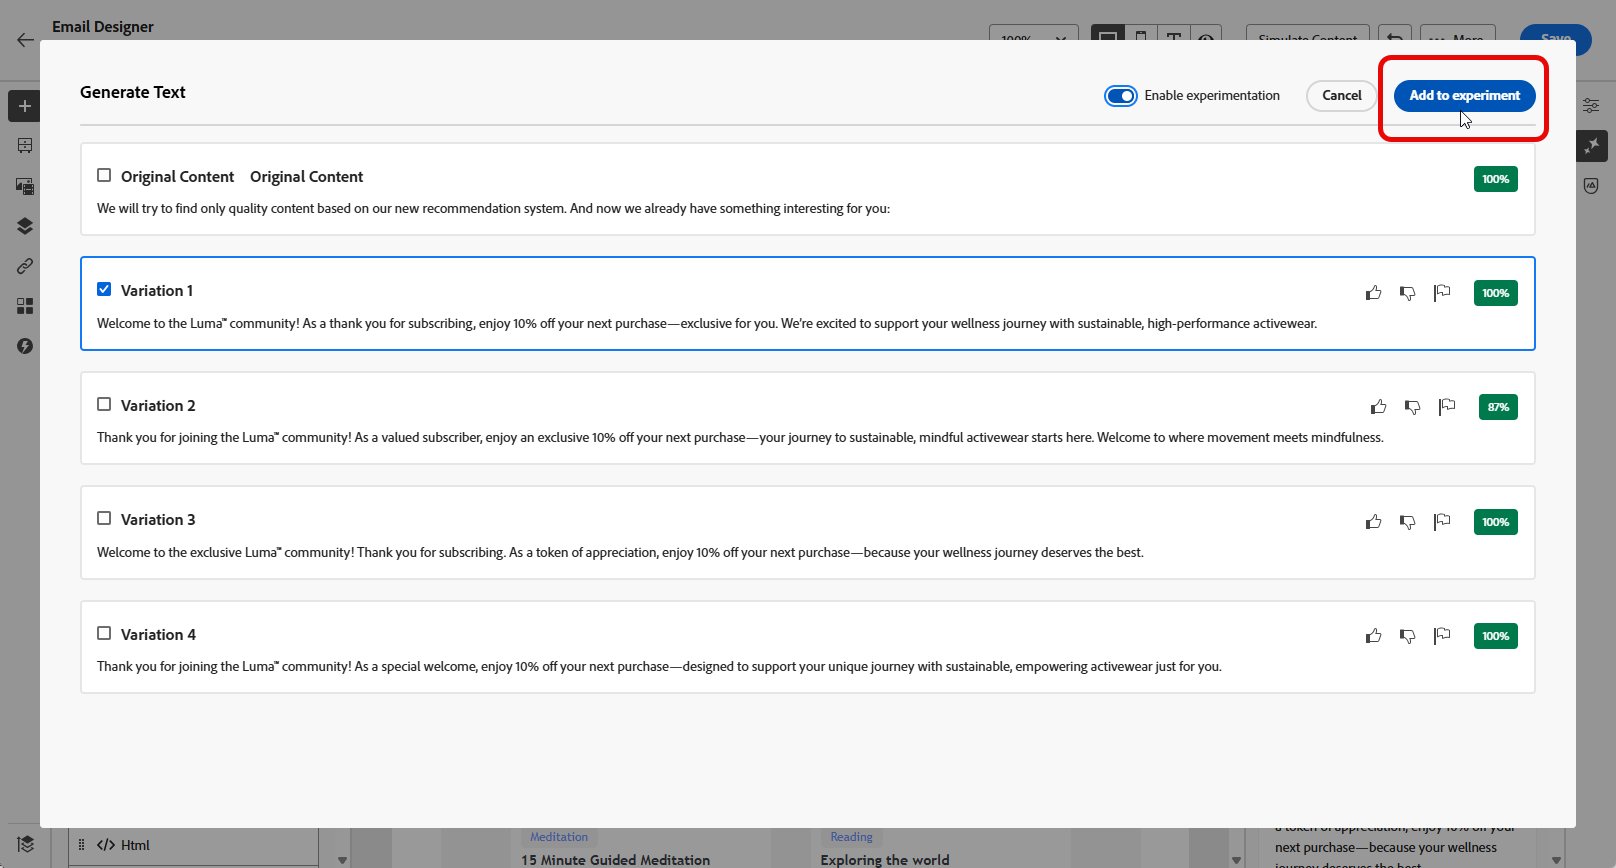 Email Designer
100%
Simulate Content
More
Save
Generate Text
Enable experimentation
Cancel
Add to experiment
Original Content Original Content
100%
We will try to find only quality content based on our new recommendation system. And now we already have something interesting for you:
Variation 1
100%
Welcome to the Luma™ community! As a thank you for subscribing, enjoy 10% off your next purchase—exclusive for you. We're excited to support your wellness journey with sustainable, high-performance activewear.
Variation 2
87%
Thank you for joining the Luma™ community! As a valued subscriber, enjoy an exclusive 10% off your next purchase—your journey to sustainable, mindful activewear starts here. Welcome to where movement meets mindfulness.
Variation 3
100%
Welcome to the exclusive Luma™ community! Thank you for subscribing. As a token of appreciation, enjoy 10% off your next purchase—because your wellness journey deserves the best.
Variation 4
100%
Thank you for joining the Luma™ community! As a special welcome, enjoy 10% off your next purchase—designed to support your unique journey with sustainable, empowering activewear just for you.
</> Html
Meditation
15 Minute Guided Meditation
Reading
Exploring the world
a token of appreciation, enjoy 10% off your
next purchase—because your wellness
journey deserves the best.